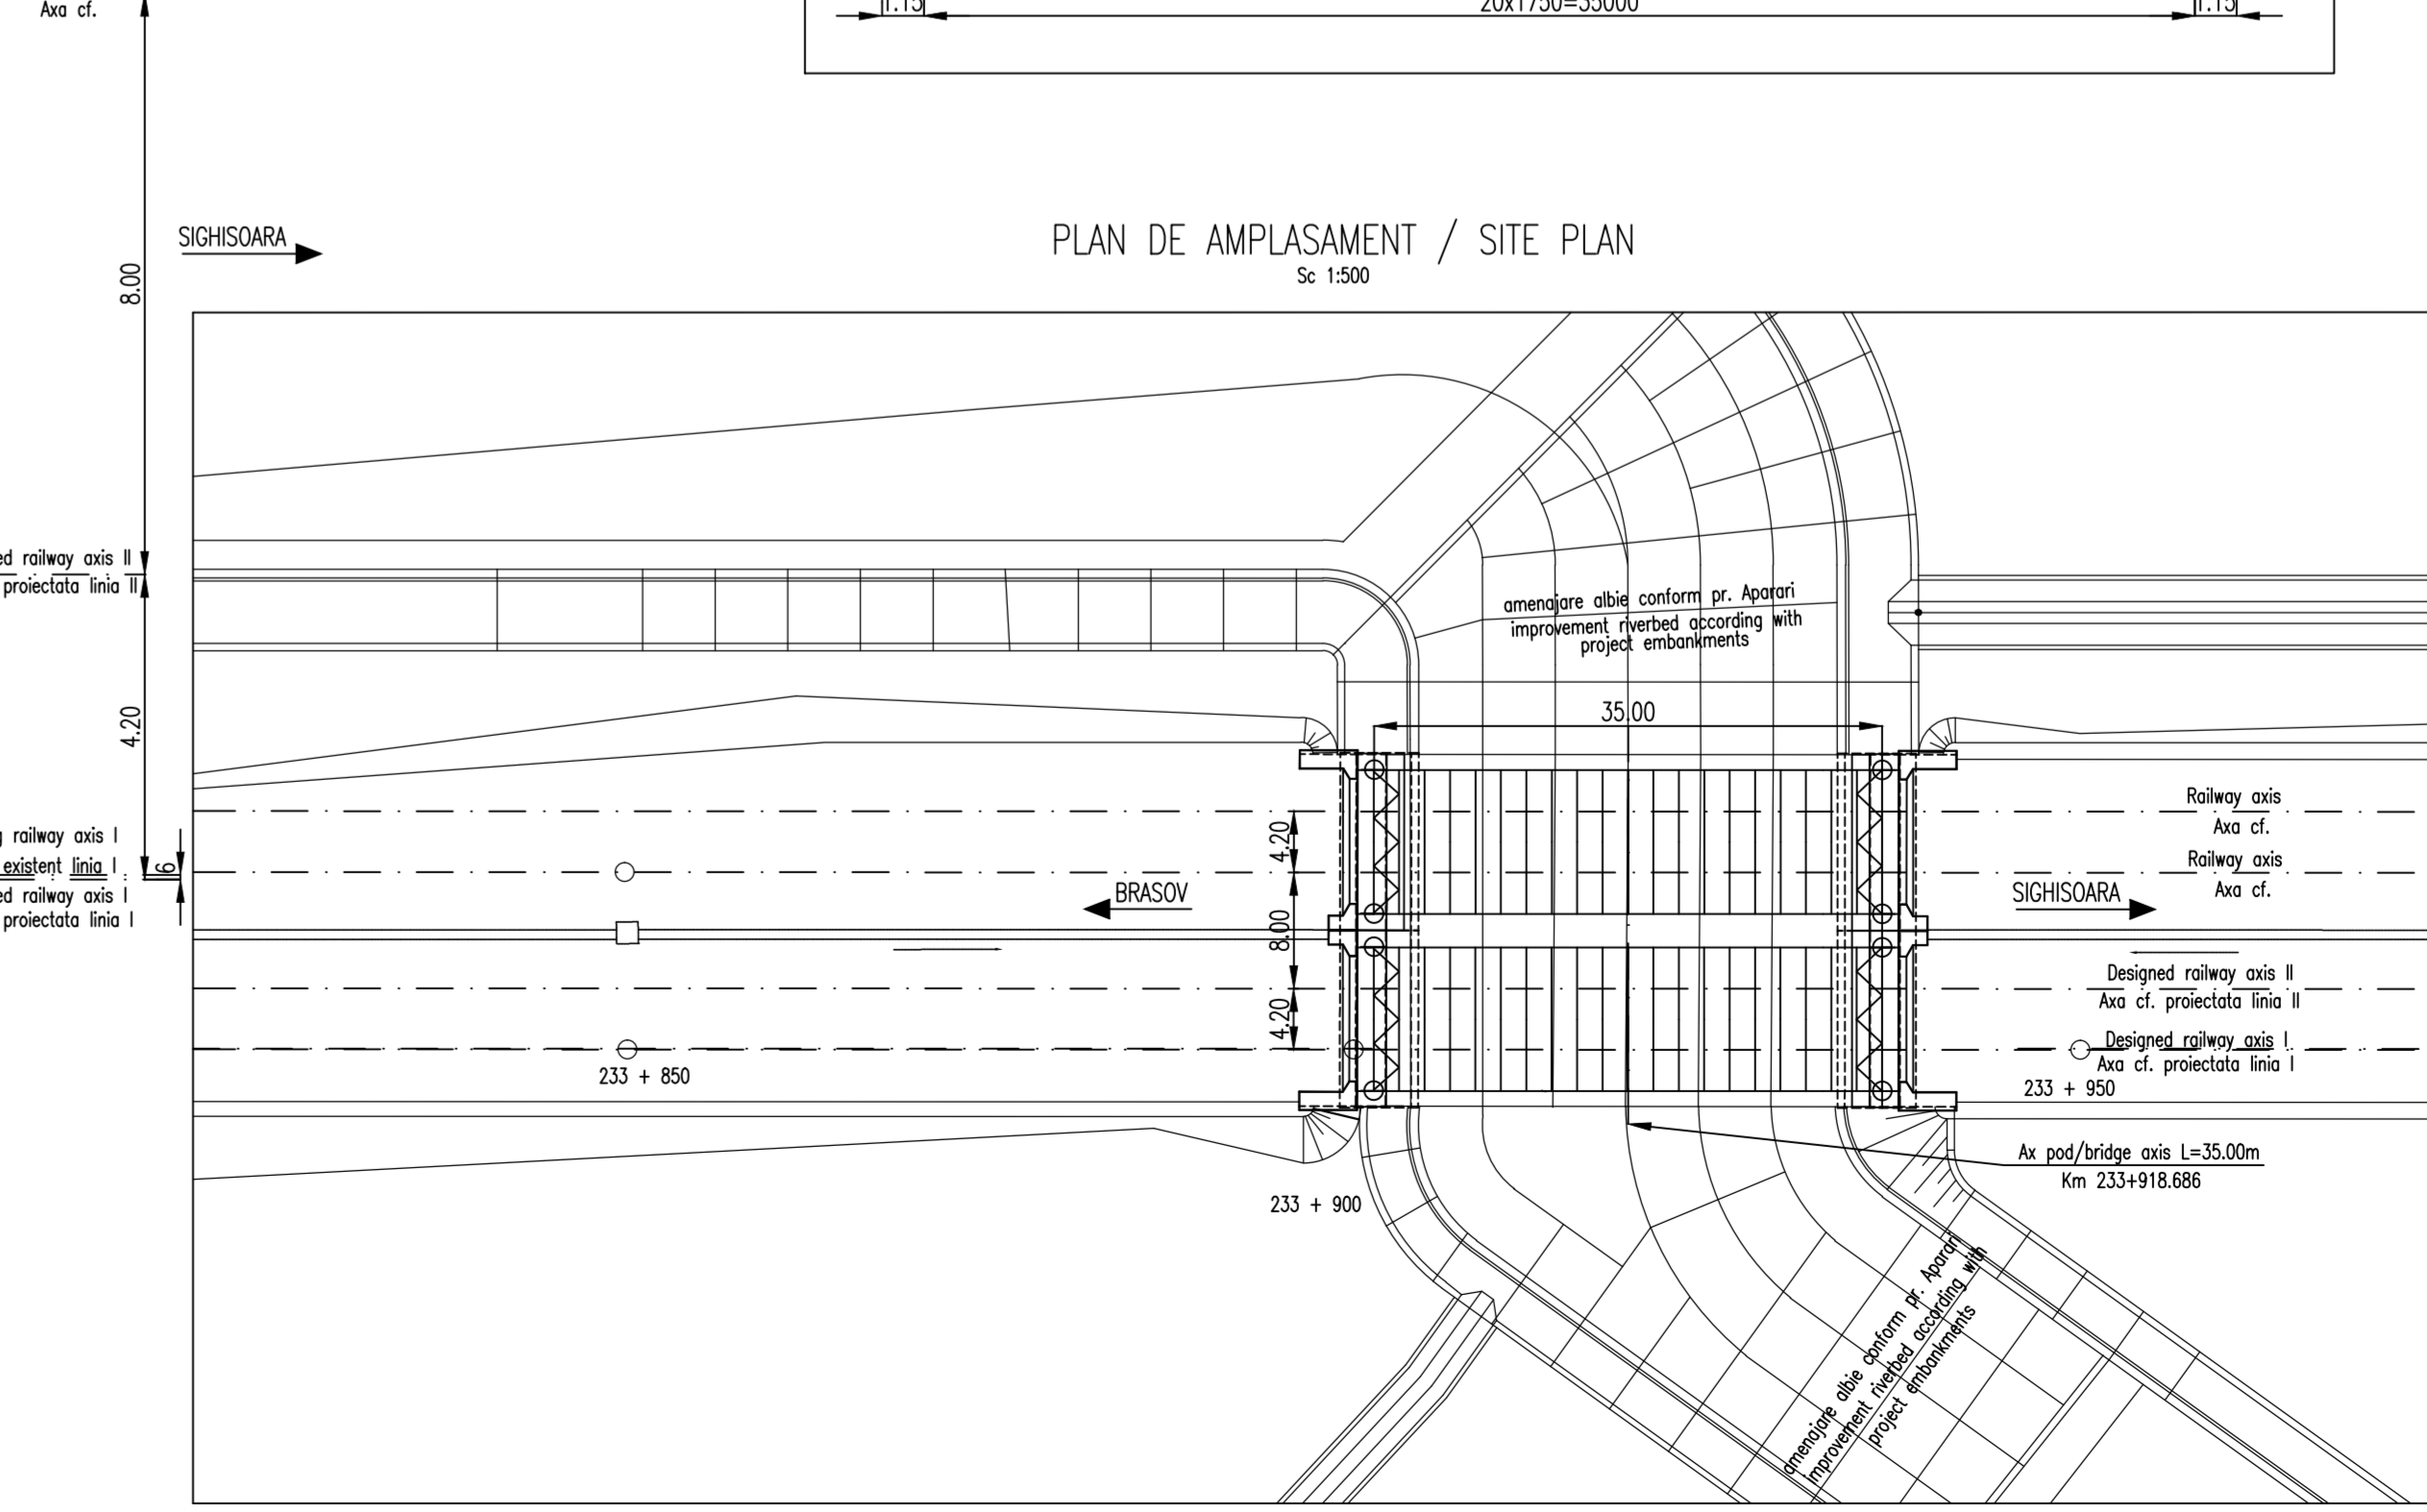 Axa cf.
1.15
20x1750=35000
1.15
SIGHISOARA
PLAN DE AMPLASAMENT / SITE PLAN
Sc 1:500
8.00
railway axis II
proiectata linia II
amenajare albie conform pr. Aparari
improvement riverbed according with
project embankments
4.20
35.00
Railway axis
Axa cf.
railway axis I
existent linia I
6
railway axis I
proiectata linia I
4.20
Railway axis
Axa cf.
BRASOV
SIGHISOARA
8.00
Designed railway axis II
Axa cf. proiectata linia II
4.20
Designed railway axis I
Axa cf. proiectata linia I
233 + 850
233 + 950
Ax pod/bridge axis L=35.00m
Km 233+918.686
233 + 900
amenajare albie conform pr. Aparari
improvement riverbed according with
project embankments